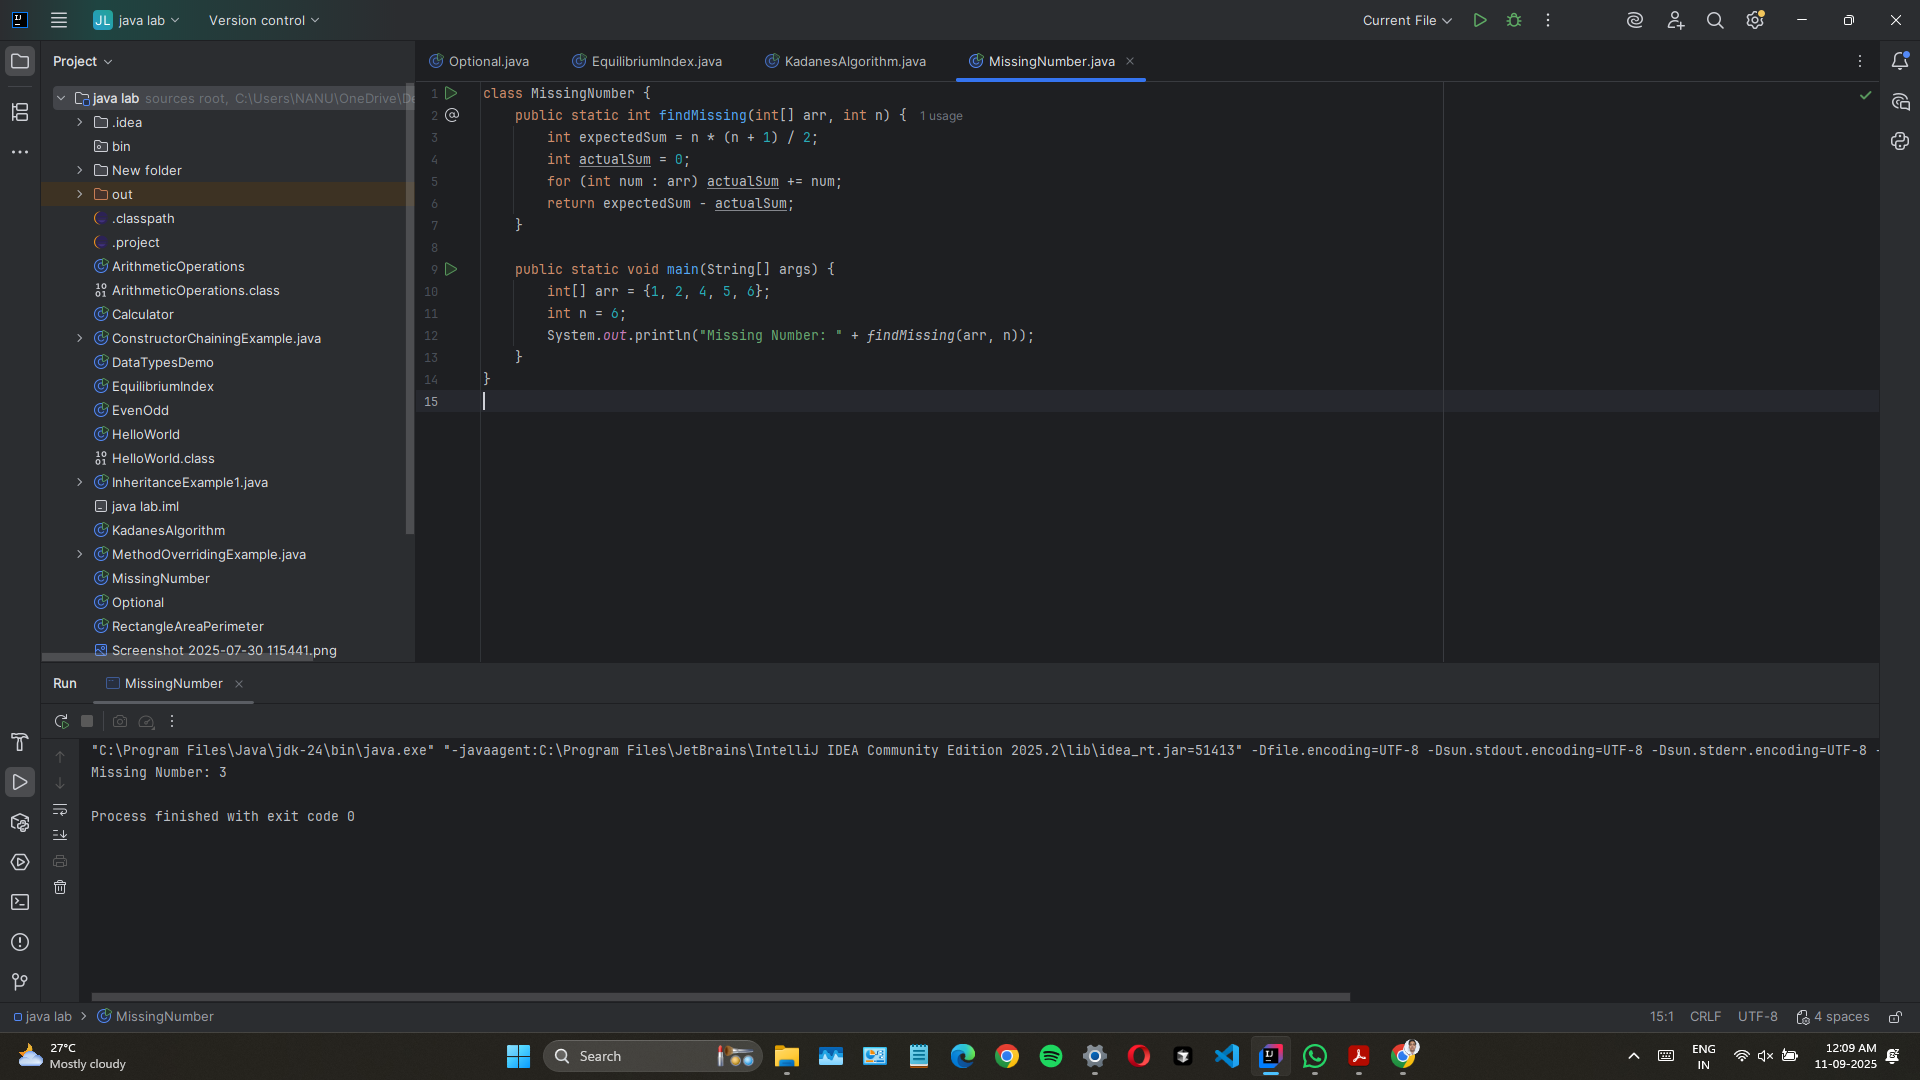 JL java lab Version control Current File
Project
Optional.java EquilibriumIndex.java KadanesAlgorithm.java MissingNumber.java
java lab sources root, C:\Users\NANU\OneDrive\De
.idea
bin
New folder
out
.classpath
.project
ArithmeticOperations
ArithmeticOperations.class
Calculator
ConstructorChainingExample.java
DataTypesDemo
EquilibriumIndex
EvenOdd
HelloWorld
HelloWorld.class
InheritanceExample1.java
java lab.iml
KadanesAlgorithm
MethodOverridingExample.java
MissingNumber
Optional
RectangleAreaPerimeter
Screenshot 2025-07-30 115441.png
1 class MissingNumber {
2 public static int findMissing(int[] arr, int n) { 1 usage
3 int expectedSum = n * (n + 1) / 2;
4 int actualSum = 0;
5 for (int num : arr) actualSum += num;
6 return expectedSum - actualSum;
7 }
8
9 public static void main(String[] args) {
10 int[] arr = {1, 2, 4, 5, 6};
11 int n = 6;
12 System.out.println("Missing Number: " + findMissing(arr, n));
13 }
14 }
15
Run MissingNumber
"C:\Program Files\Java\jdk-24\bin\java.exe" "-javaagent:C:\Program Files\JetBrains\IntelliJ IDEA Community Edition 2025.2\lib\idea_rt.jar=51413" -Dfile.encoding=UTF-8 -Dsun.stdout.encoding=UTF-8 -Dsun.stderr.encoding=UTF-8 -
Missing Number: 3
Process finished with exit code 0
java lab MissingNumber 15:1 CRLF UTF-8 4 spaces
27°C
Mostly cloudy
Search
ENG
IN
12:09 AM
11-09-2025